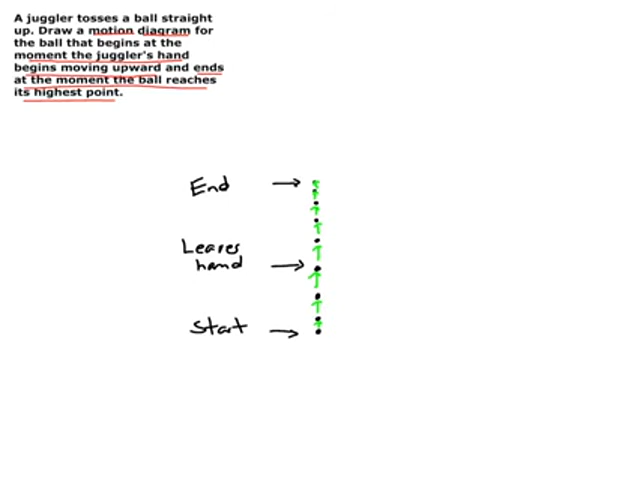 A juggler tosses a ball straight
up. Draw a motion diagram for
the ball that begins at the
moment the juggler's hand
begins moving upward and ends
at the moment the ball reaches
its highest point.
End
Leaves
hand
Start